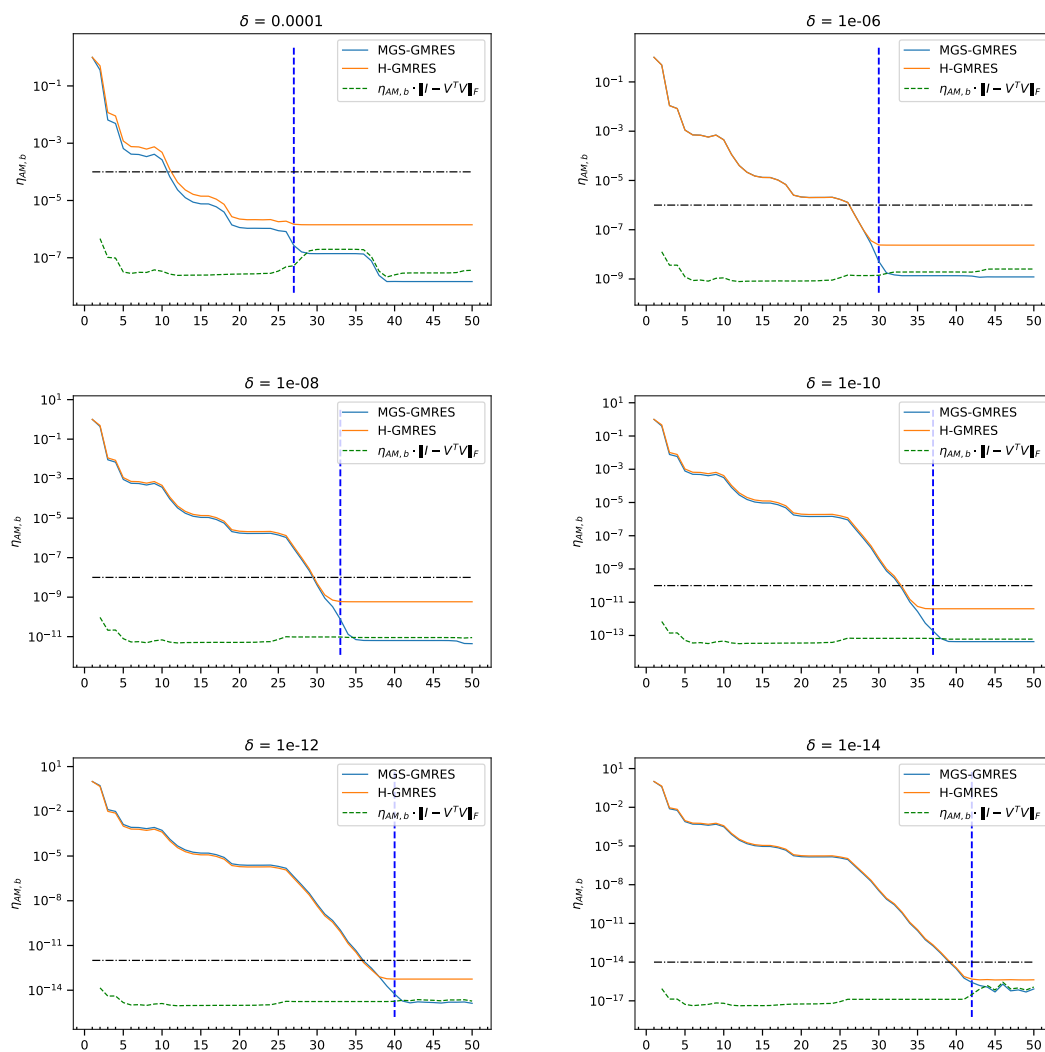 δ = 0.0001
MGS-GMRES
H-GMRES
η_{AM,b} · ‖I − V^T V‖_F
η_{AM,b}
10^{-1}
10^{-3}
10^{-5}
10^{-7}
0 5 10 15 20 25 30 35 40 45 50
δ = 1e-06
MGS-GMRES
H-GMRES
η_{AM,b} · ‖I − V^T V‖_F
η_{AM,b}
10^{-1}
10^{-3}
10^{-5}
10^{-7}
10^{-9}
0 5 10 15 20 25 30 35 40 45 50
δ = 1e-08
MGS-GMRES
H-GMRES
η_{AM,b} · ‖I − V^T V‖_F
η_{AM,b}
10^{1}
10^{-1}
10^{-3}
10^{-5}
10^{-7}
10^{-9}
10^{-11}
0 5 10 15 20 25 30 35 40 45 50
δ = 1e-10
MGS-GMRES
H-GMRES
η_{AM,b} · ‖I − V^T V‖_F
η_{AM,b}
10^{1}
10^{-1}
10^{-3}
10^{-5}
10^{-7}
10^{-9}
10^{-11}
10^{-13}
0 5 10 15 20 25 30 35 40 45 50
δ = 1e-12
MGS-GMRES
H-GMRES
η_{AM,b} · ‖I − V^T V‖_F
η_{AM,b}
10^{1}
10^{-2}
10^{-5}
10^{-8}
10^{-11}
10^{-14}
0 5 10 15 20 25 30 35 40 45 50
δ = 1e-14
MGS-GMRES
H-GMRES
η_{AM,b} · ‖I − V^T V‖_F
η_{AM,b}
10^{1}
10^{-2}
10^{-5}
10^{-8}
10^{-11}
10^{-14}
10^{-17}
0 5 10 15 20 25 30 35 40 45 50